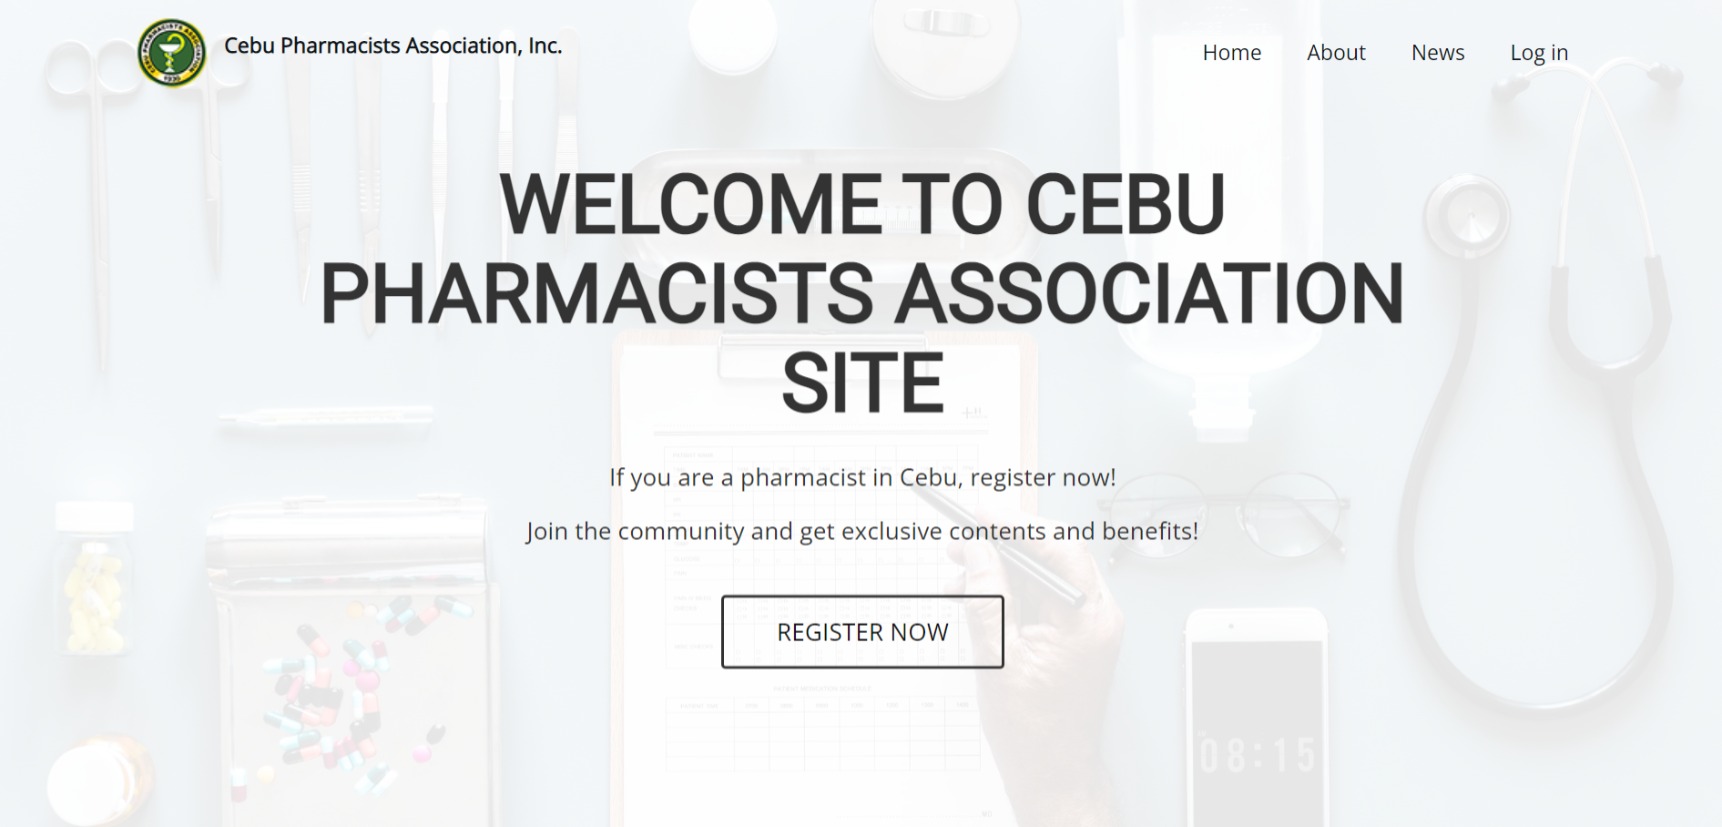 Cebu Pharmacists Association, Inc.
Home About News Log in
WELCOME TO CEBU
PHARMACISTS ASSOCIATION
SITE
If you are a pharmacist in Cebu, register now!
Join the community and get exclusive contents and benefits!
REGISTER NOW
08:15